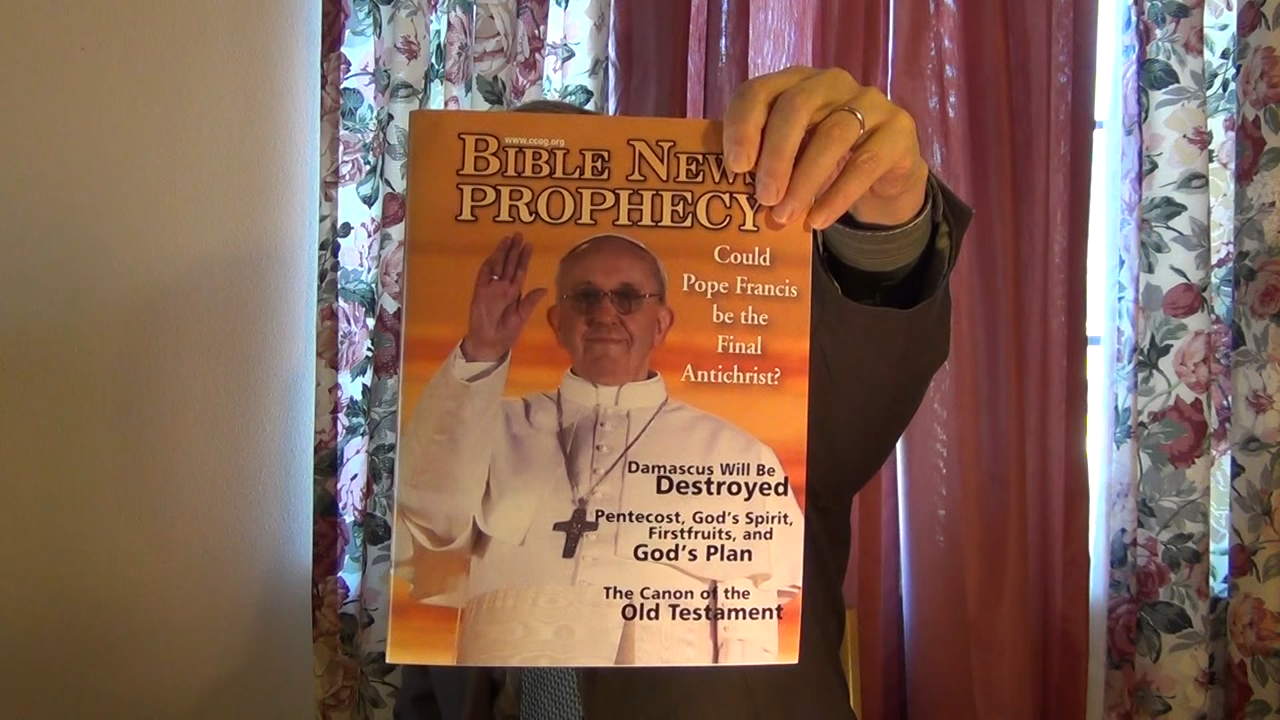 www.ccog.org
BIBLE NEWS
PROPHECY
Could
Pope Francis
be the
Final
Antichrist?
Damascus Will Be
Destroyed
Pentecost, God's Spirit,
Firstfruits, and
God's Plan
The Canon of the
Old Testament